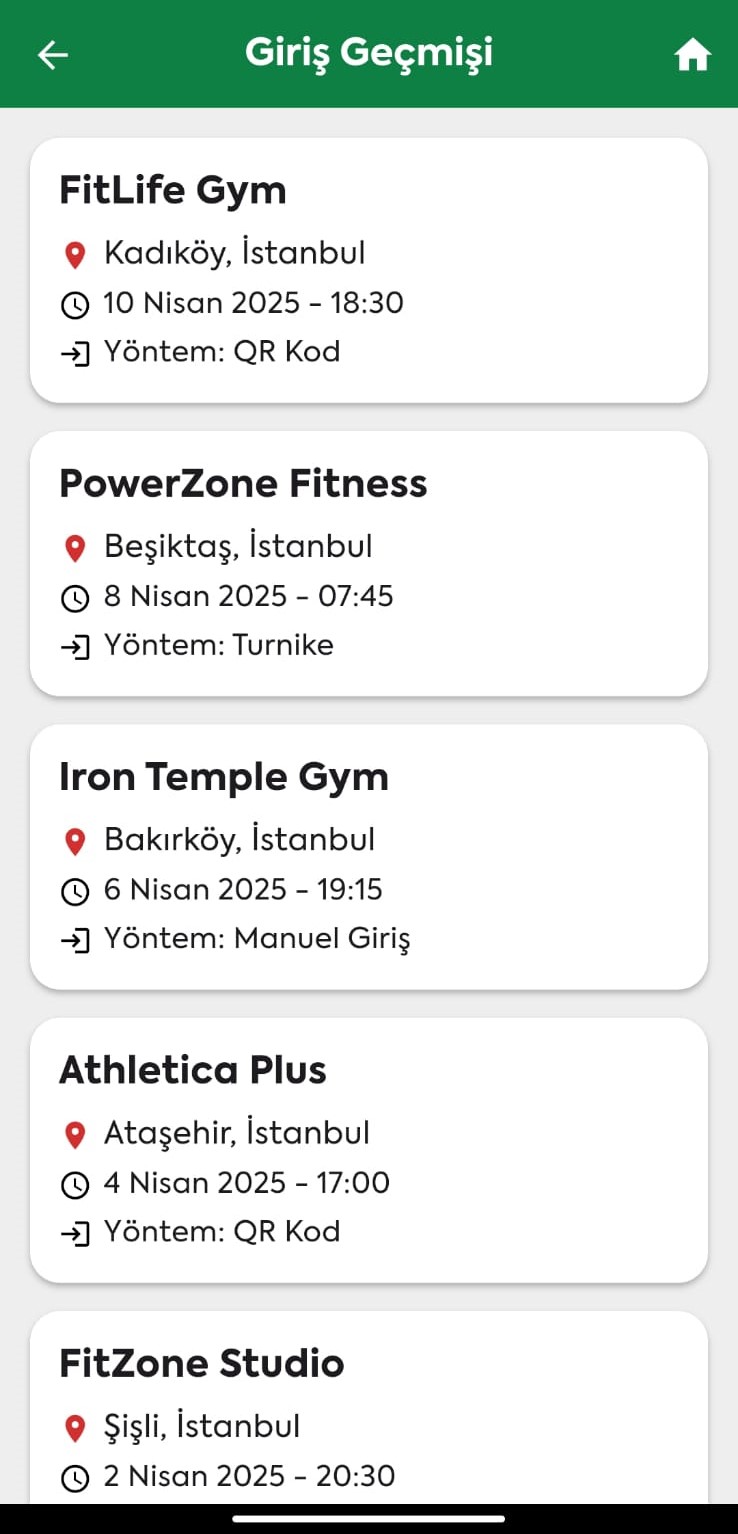 Giriş Geçmişi
FitLife Gym
Kadıköy, İstanbul
10 Nisan 2025 - 18:30
Yöntem: QR Kod
PowerZone Fitness
Beşiktaş, İstanbul
8 Nisan 2025 - 07:45
Yöntem: Turnike
Iron Temple Gym
Bakırköy, İstanbul
6 Nisan 2025 - 19:15
Yöntem: Manuel Giriş
Athletica Plus
Ataşehir, İstanbul
4 Nisan 2025 - 17:00
Yöntem: QR Kod
FitZone Studio
Şişli, İstanbul
2 Nisan 2025 - 20:30